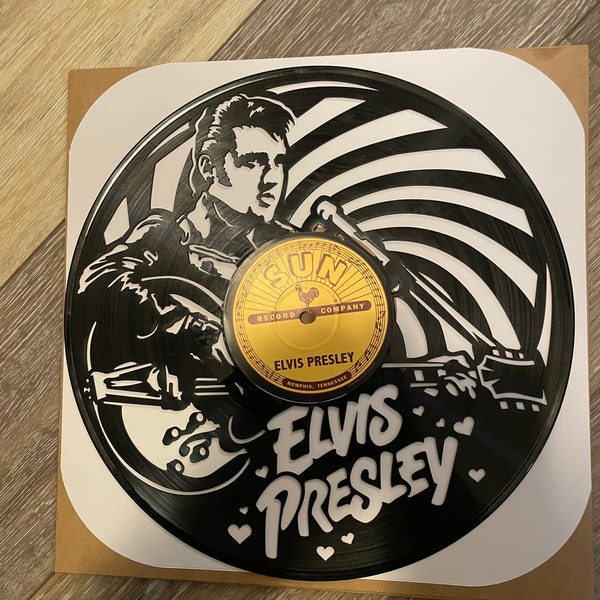 SUN
RECORD COMPANY
ELVIS PRESLEY
MEMPHIS, TENNESSEE
ELVIS
PRESLEY